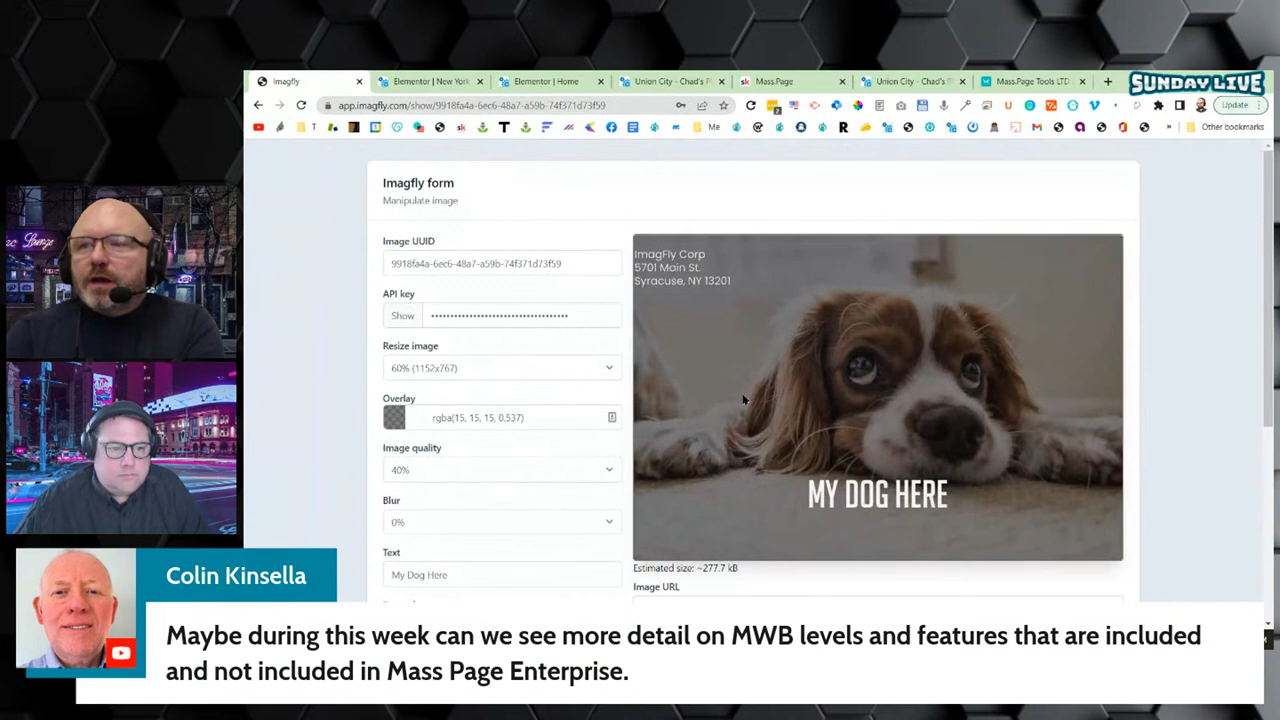 SUNDAY LIVE
Imagfly
Elementor | New York
Elementor | Home
Union City - Chad's P
Mass.Page
Union City - Chad's P
Mass.Page Tools LTD
app.imagfly.com/show/9918fa4a-6ec6-48a7-a59b-74f371d73f59
Update
Me
Other bookmarks
Imagfly form
Manipulate image
Image UUID
9918fa4a-6ec6-48a7-a59b-74f371d73f59
API key
Show
Resize image
60% (1152x767)
Overlay
rgba(15, 15, 15, 0.537)
Image quality
40%
Blur
0%
Text
My Dog Here
ImagFly Corp
5701 Main St.
Syracuse, NY 13201
MY DOG HERE
Estimated size: ~277.7 kB
Image URL
Colin Kinsella
Maybe during this week can we see more detail on MWB levels and features that are included
and not included in Mass Page Enterprise.